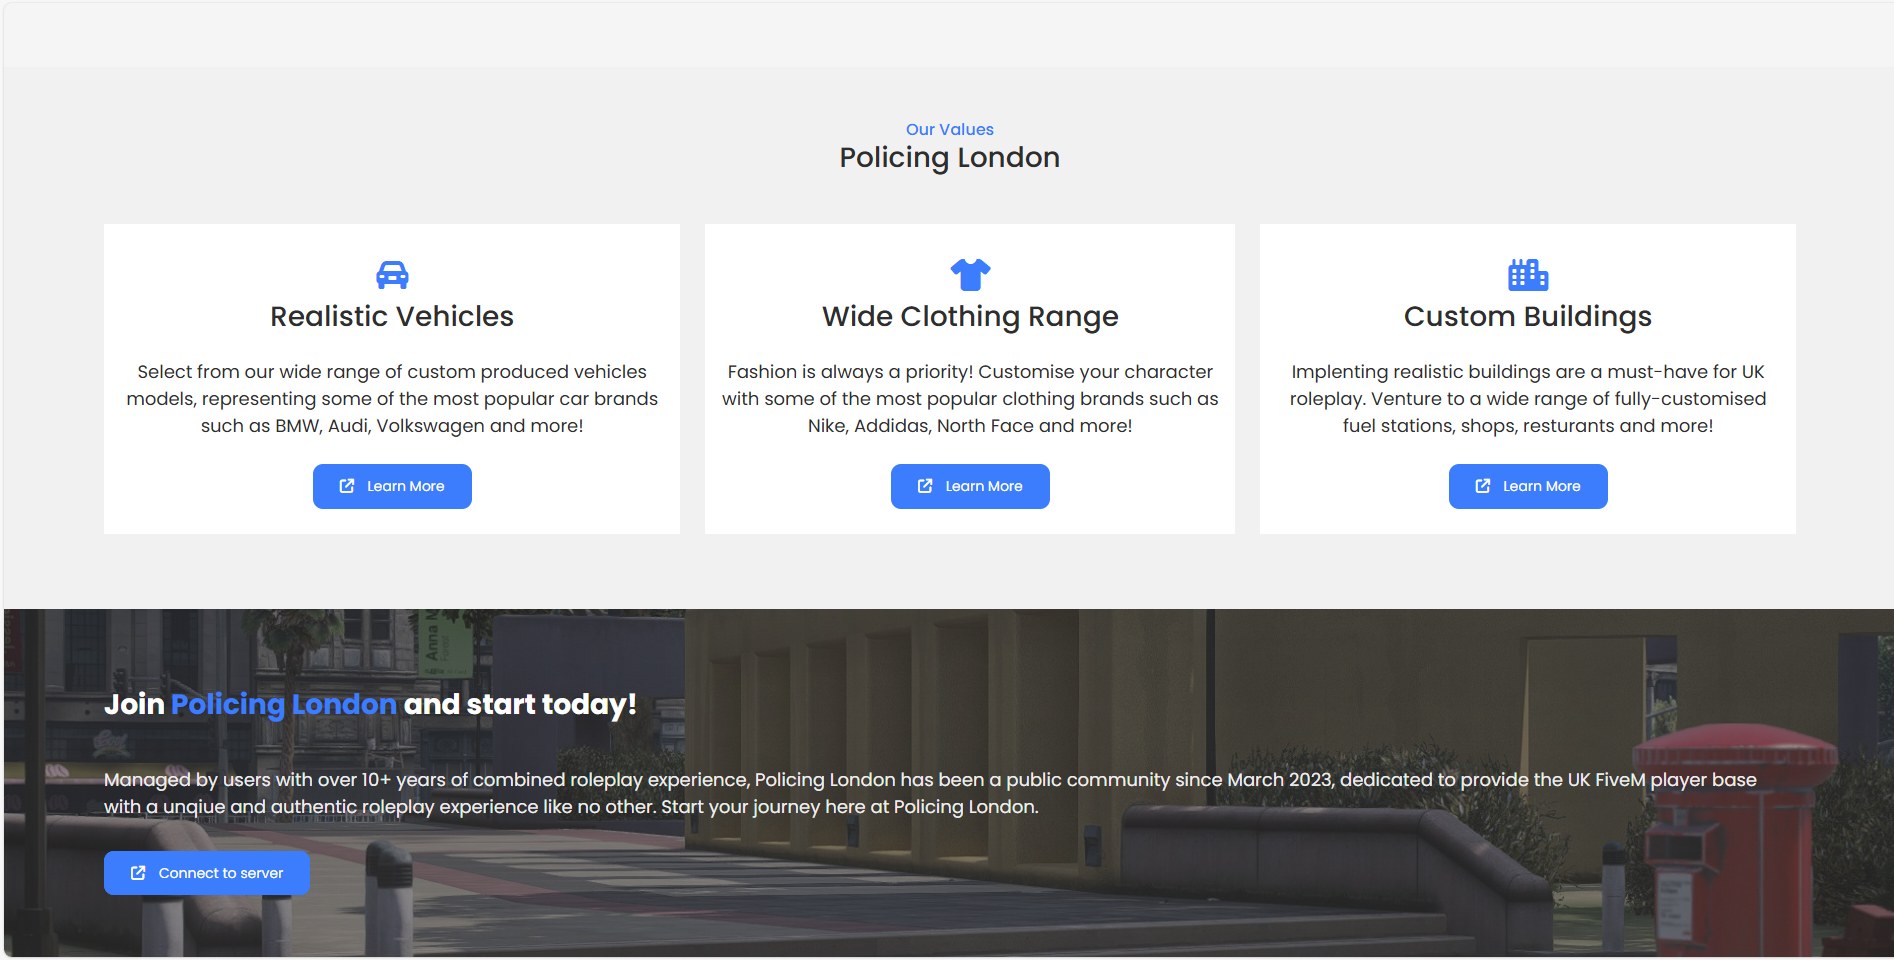 Our Values
Policing London
Realistic Vehicles
Select from our wide range of custom produced vehicles
models, representing some of the most popular car brands
such as BMW, Audi, Volkswagen and more!
Learn More
Wide Clothing Range
Fashion is always a priority! Customise your character
with some of the most popular clothing brands such as
Nike, Addidas, North Face and more!
Learn More
Custom Buildings
Implenting realistic buildings are a must-have for UK
roleplay. Venture to a wide range of fully-customised
fuel stations, shops, resturants and more!
Learn More
Anna
Join Policing London and start today!
Managed by users with over 10+ years of combined roleplay experience, Policing London has been a public community since March 2023, dedicated to provide the UK FiveM player base
with a unqiue and authentic roleplay experience like no other. Start your journey here at Policing London.
Connect to server